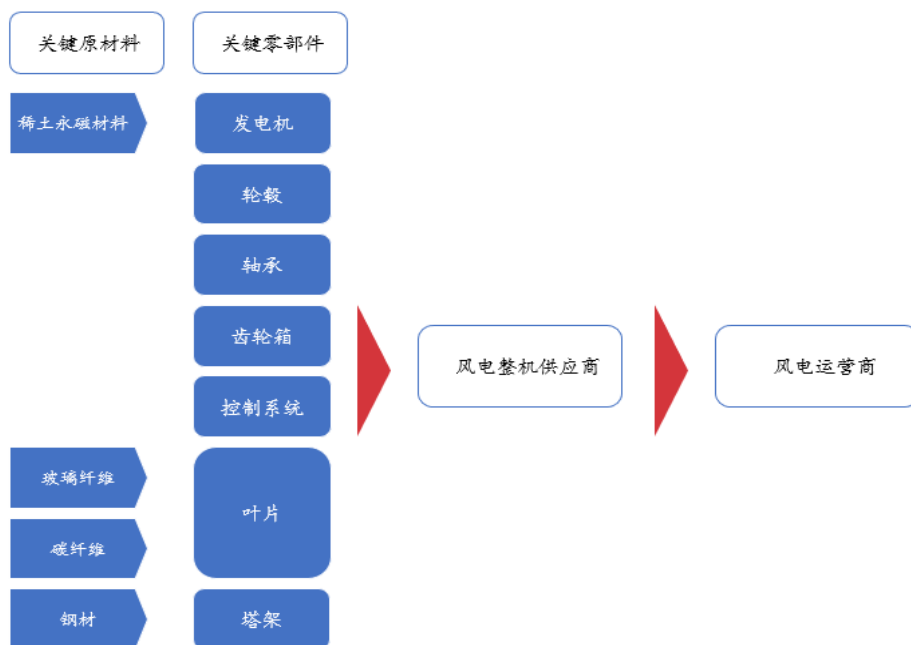 关键原材料
关键零部件
稀土永磁材料
发电机
轮毂
轴承
齿轮箱
控制系统
风电整机供应商
风电运营商
玻璃纤维
碳纤维
叶片
钢材
塔架